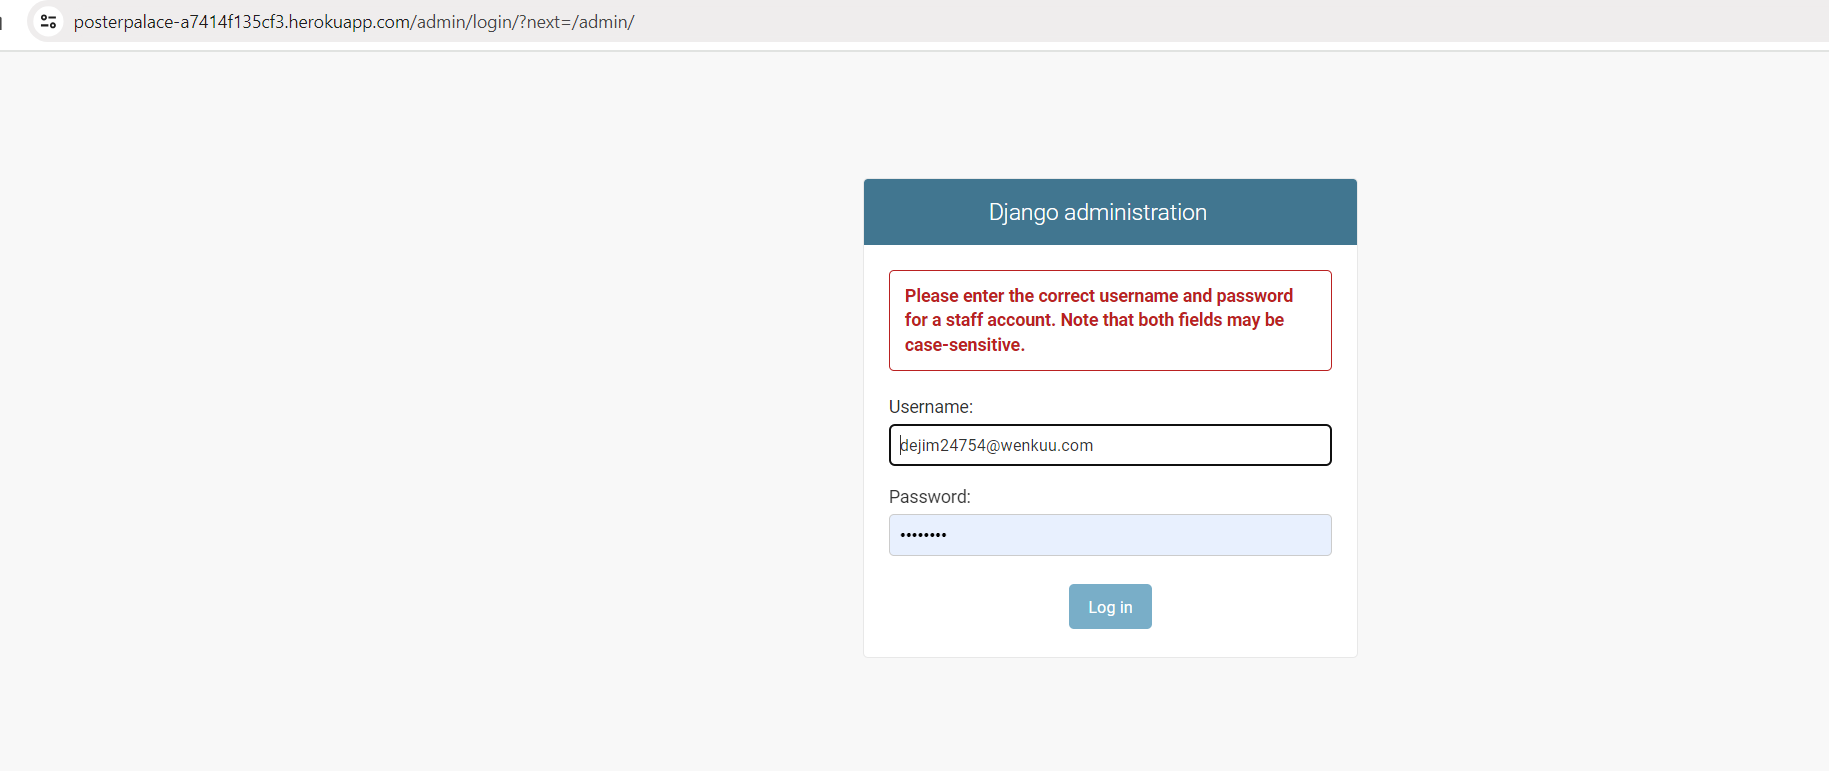 posterpalace-a7414f135cf3.herokuapp.com/admin/login/?next=/admin/
Django administration
Please enter the correct username and password
for a staff account. Note that both fields may be
case-sensitive.
Username:
dejim24754@wenkuu.com
Password:
••••••••
Log in